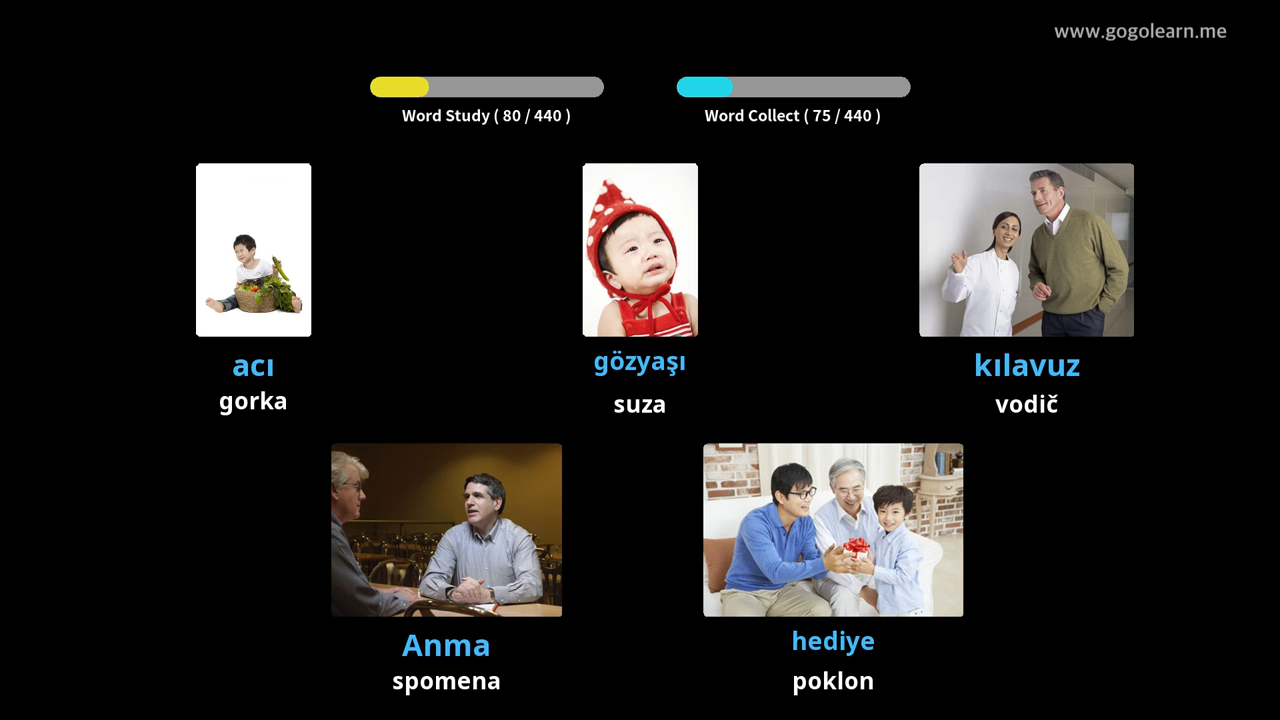 www.gogolearn.me
Word Study ( 80 / 440 )
Word Collect ( 75 / 440 )
acı
gorka
gözyaşı
suza
kılavuz
vodič
Anma
spomena
hediye
poklon